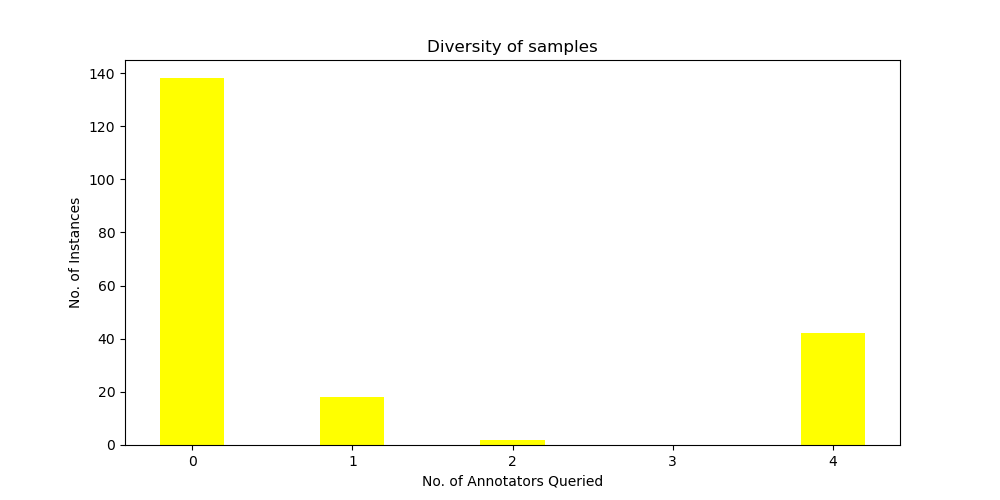 Diversity of samples
No. of Instances
140
120
100
80
60
40
20
0
0 1 2 3 4
No. of Annotators Queried